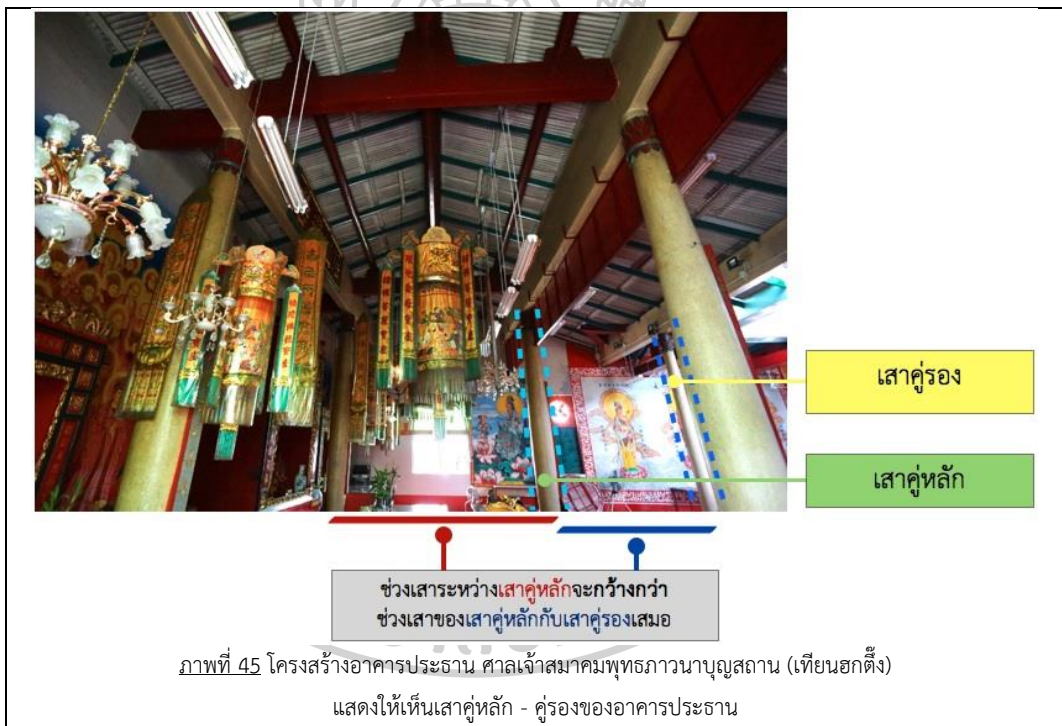 เสาคู่รอง
เสาคู่หลัก
ช่วงเสาระหว่างเสาคู่หลักจะกว้างกว่า
ช่วงเสาของเสาคู่หลักกับเสาคู่รองเสมอ
ภาพที่ 45 โครงสร้างอาคารประธาน ศาลเจ้าสมาคมพุทธภาวนาบุญสถาน (เทียนฮกตึ๊ง)
แสดงให้เห็นเสาคู่หลัก - คู่รองของอาคารประธาน